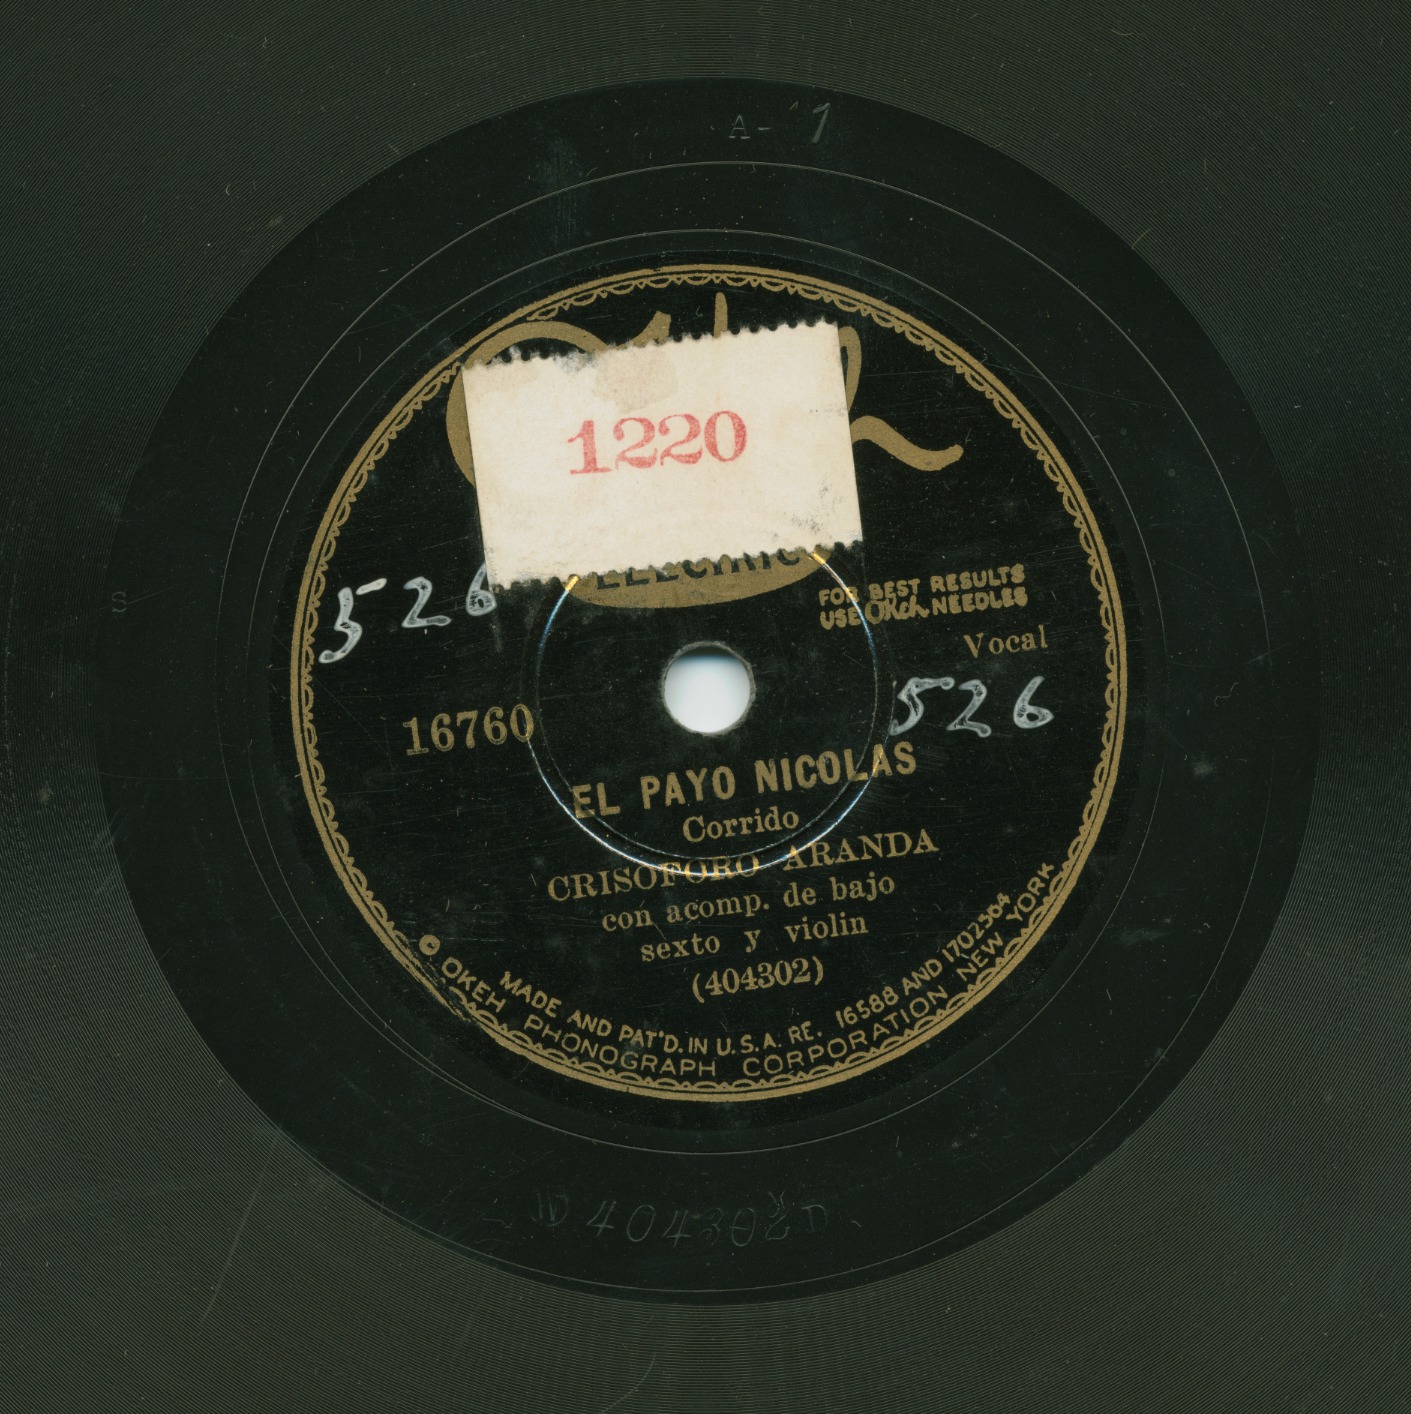 A- 1
1220
ELECTRIC
FOR BEST RESULTS
USE OKeh NEEDLES
Vocal
526
526
16760
EL PAYO NICOLAS
Corrido
CRISOFORO ARANDA
con acomp. de bajo
sexto y violin
(404302)
MADE AND PAT'D. IN U.S.A. RE. 16588 AND 1702564
© OKEH PHONOGRAPH CORPORATION NEW YORK
S
W 404302 D